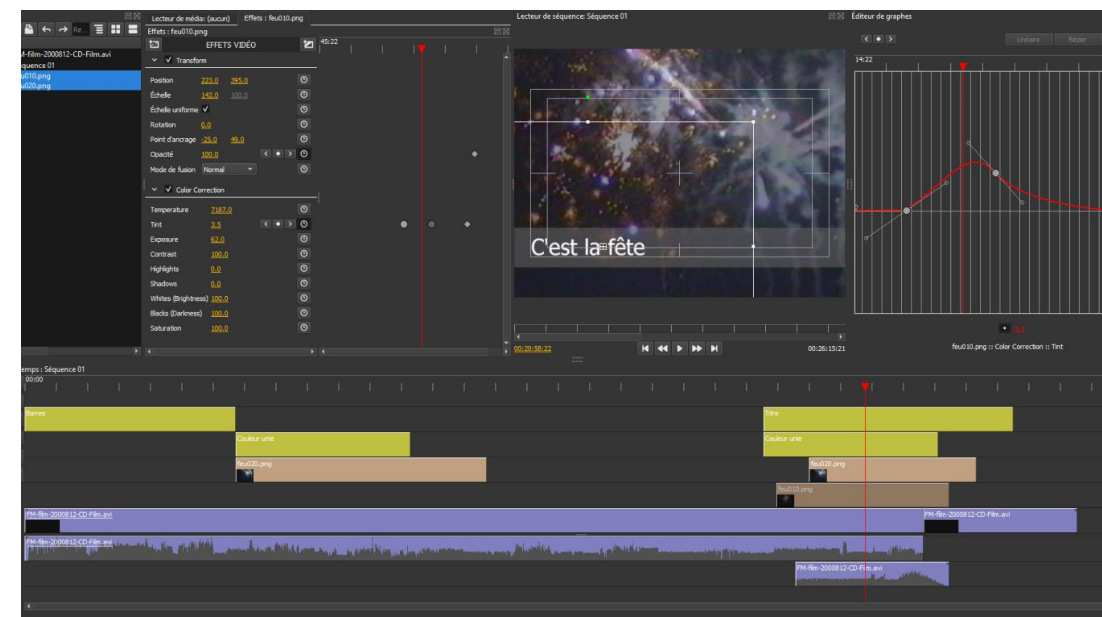 Lecteur de média: (aucun)
Effets : feu010.png
Lecteur de séquence: Séquence 01
Éditeur de graphes
Re...
Effets : feu010.png
EFFETS VIDÉO
45:22
Linéaire
Bézier
M-film-2000812-CD-Film.avi
quence 01
u010.png
u020.png
Transform
Position 223.0 395.0
Échelle 142.0 100.0
Échelle uniforme
Rotation 0.0
Point d'ancrage -25.0 49.0
Opacité 100.0
Mode de fusion Normal
Color Correction
Temperature 7187.0
Tint 3.5
Exposure 62.0
Contrast 100.0
Highlights 0.0
Shadows 0.0
Whites (Brightness) 100.0
Blacks (Darkness) 100.0
Saturation 100.0
C'est la fête
00:20:58:22
00:26:15:21
14:22
feu010.png :: Color Correction :: Tint
emps : Séquence 01
00:00
Barres
Titre
Couleur unie
Couleur unie
feu020.png
feu020.png
feu010.png
FM-film-2000812-CD-Film.avi
FM-film-2000812-CD-Film.avi
FM-film-2000812-CD-Film.avi
FM-film-2000812-CD-Film.avi